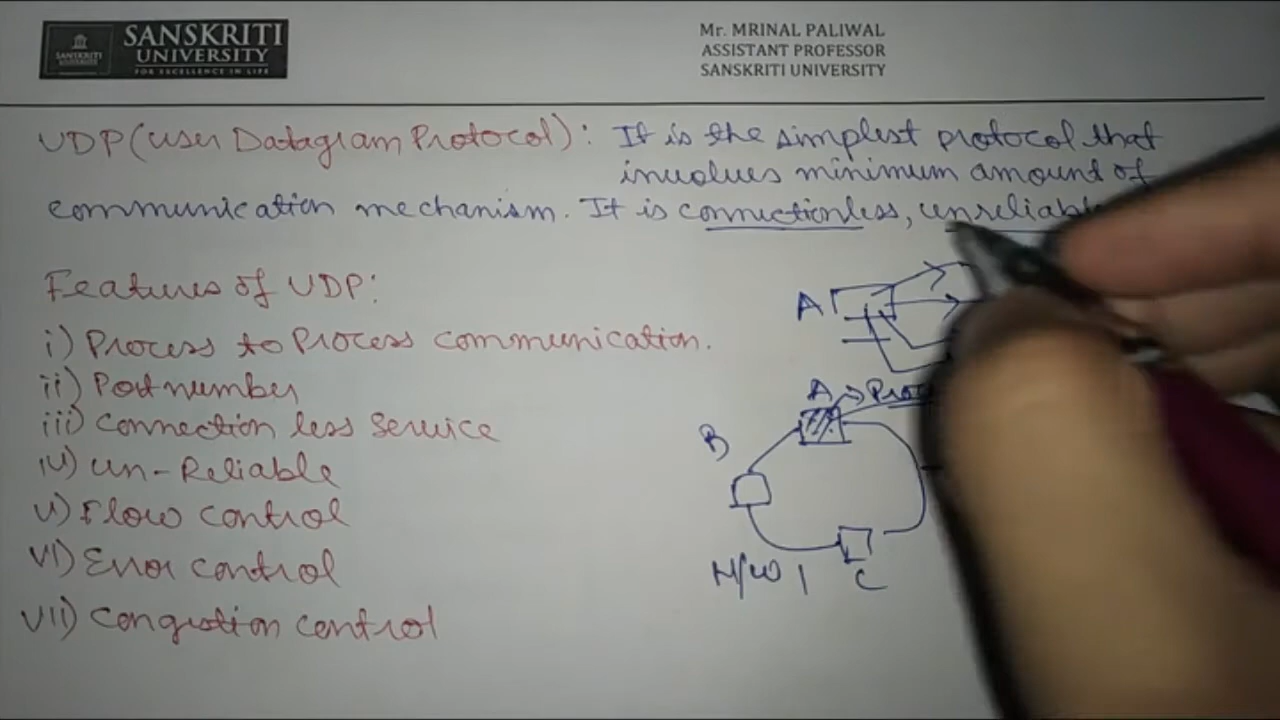 SANSKRITI
UNIVERSITY
FOR EXCELLENCE IN LIFE
SANSKRITI
UNIVERSITY
Mr. MRINAL PALIWAL
ASSISTANT PROFESSOR
SANSKRITI UNIVERSITY
UDP (User Datagram Protocol) : It is the simplest protocol that
involves minimum amount of
communication mechanism. It is connectionless, unreliabl
Features of UDP:
i) Process to Process communication.
ii) Port number
iii) Connection less Service
iv) Un-Reliable
v) Flow control
vi) Error control
vii) Congestion control
A
A
B
N/W 1
C